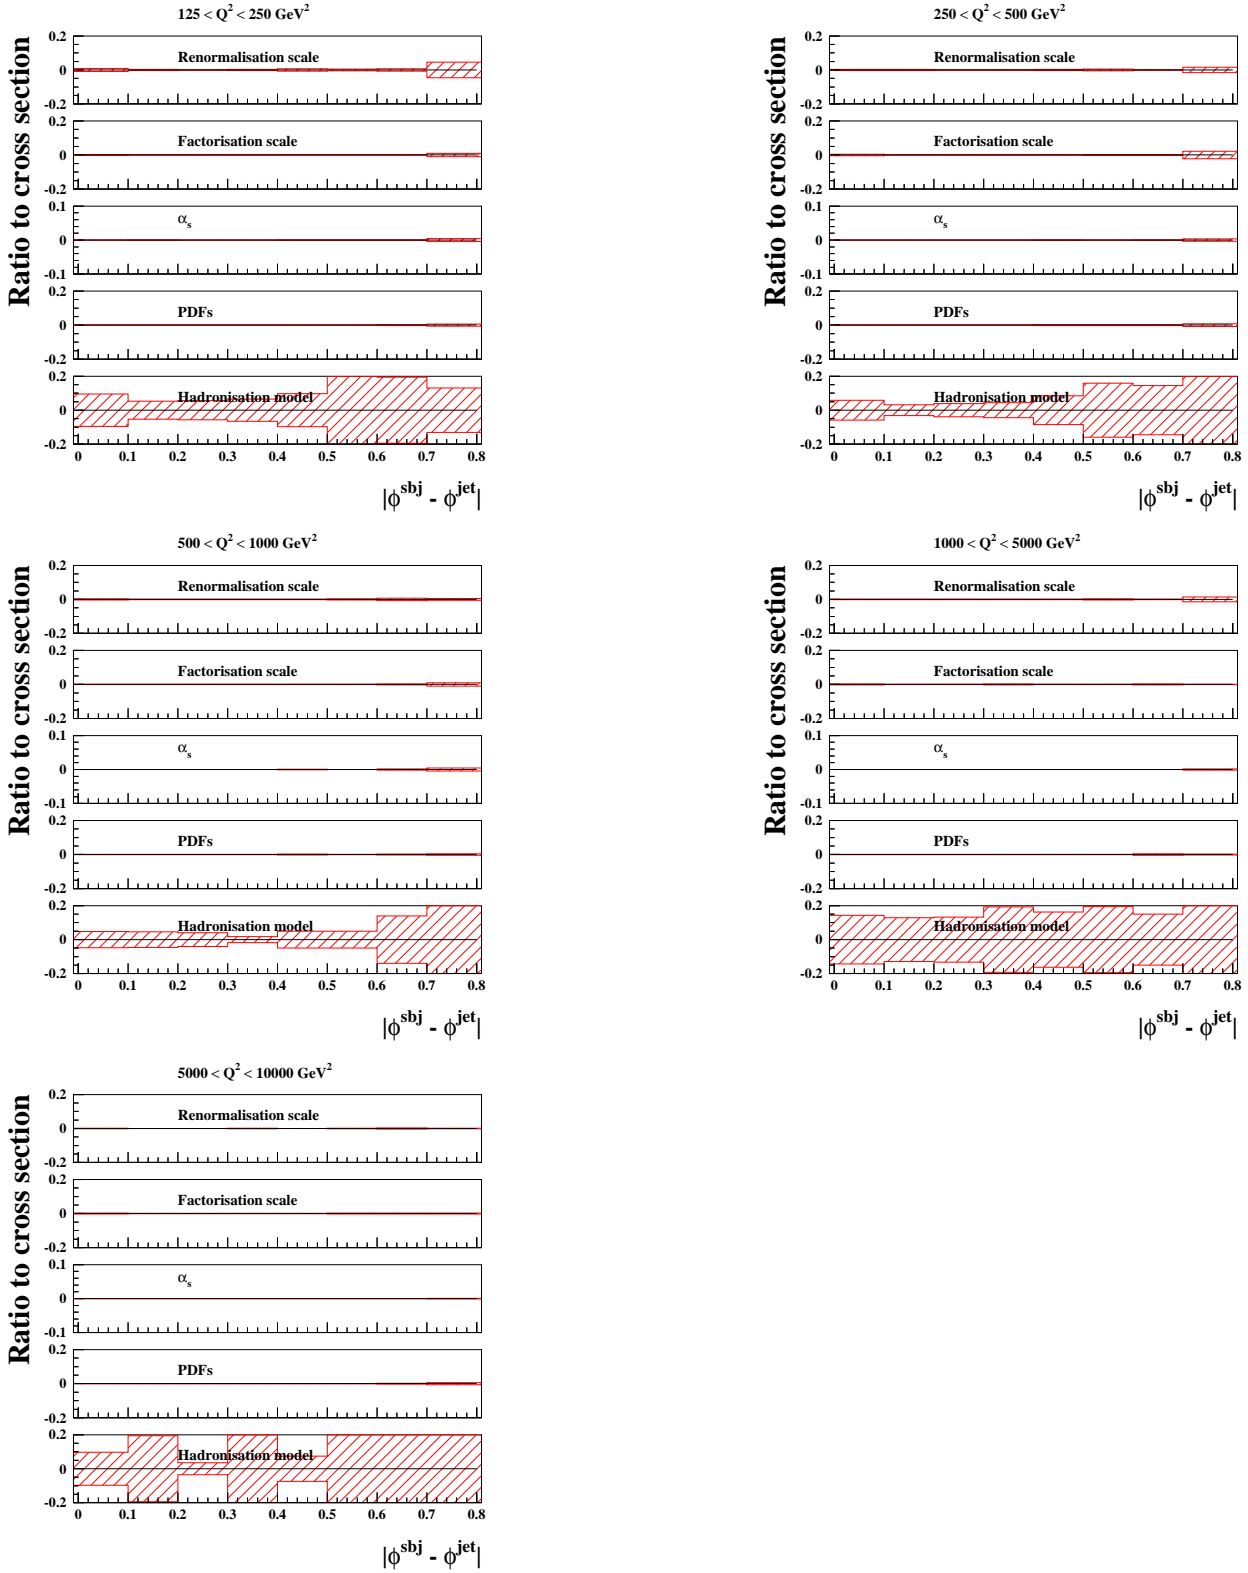 125 < Q² < 250 GeV²
Ratio to cross section
0.2
Renormalisation scale
0
-0.2
Factorisation scale
0
-0.2
0.1
αs
0
-0.1
0.2
PDFs
0
-0.2
0.2
Hadronisation model
0
-0.2
0 0.1 0.2 0.3 0.4 0.5 0.6 0.7 0.8
|ϕ^sbj - ϕ^jet|
250 < Q² < 500 GeV²
Ratio to cross section
0.2
Renormalisation scale
0
-0.2
0.2
Factorisation scale
0
-0.2
0.1
αs
0
-0.1
0.2
PDFs
0
-0.2
0.2
Hadronisation model
0
-0.2
0 0.1 0.2 0.3 0.4 0.5 0.6 0.7 0.8
|ϕ^sbj - ϕ^jet|
500 < Q² < 1000 GeV²
Ratio to cross section
0.2
Renormalisation scale
0
-0.2
0.2
Factorisation scale
0
-0.2
0.1
αs
0
-0.1
0.2
PDFs
0
-0.2
0.2
Hadronisation model
0
-0.2
0 0.1 0.2 0.3 0.4 0.5 0.6 0.7 0.8
|ϕ^sbj - ϕ^jet|
1000 < Q² < 5000 GeV²
Ratio to cross section
0.2
Renormalisation scale
0
-0.2
0.2
Factorisation scale
0
-0.2
0.1
αs
0
-0.1
0.2
PDFs
0
-0.2
0.2
Hadronisation model
0
-0.2
0 0.1 0.2 0.3 0.4 0.5 0.6 0.7 0.8
|ϕ^sbj - ϕ^jet|
5000 < Q² < 10000 GeV²
Ratio to cross section
0.2
Renormalisation scale
0
-0.2
0.2
Factorisation scale
0
-0.2
0.1
αs
0
-0.1
0.2
PDFs
0
-0.2
0.2
Hadronisation model
0
-0.2
0 0.1 0.2 0.3 0.4 0.5 0.6 0.7 0.8
|ϕ^sbj - ϕ^jet|